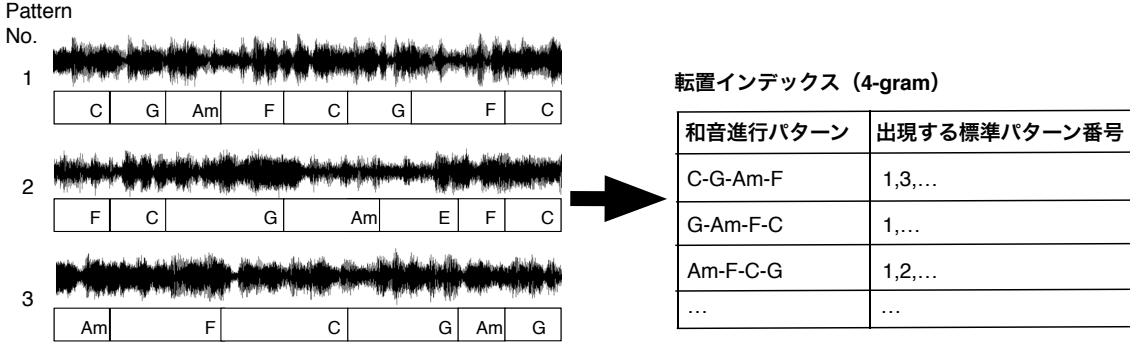 Pattern
No.
1
C G Am F C G F C
2
F C G Am E F C
3
Am F C G Am G
転置インデックス（4-gram）
和音進行パターン 出現する標準パターン番号
C-G-Am-F 1,3,…
G-Am-F-C 1,…
Am-F-C-G 1,2,…
… …